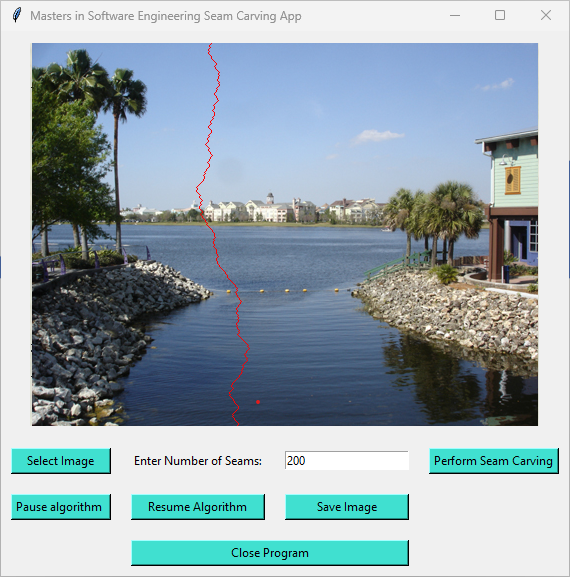 Masters in Software Engineering Seam Carving App
Select Image
Enter Number of Seams:
200
Perform Seam Carving
Pause algorithm
Resume Algorithm
Save Image
Close Program